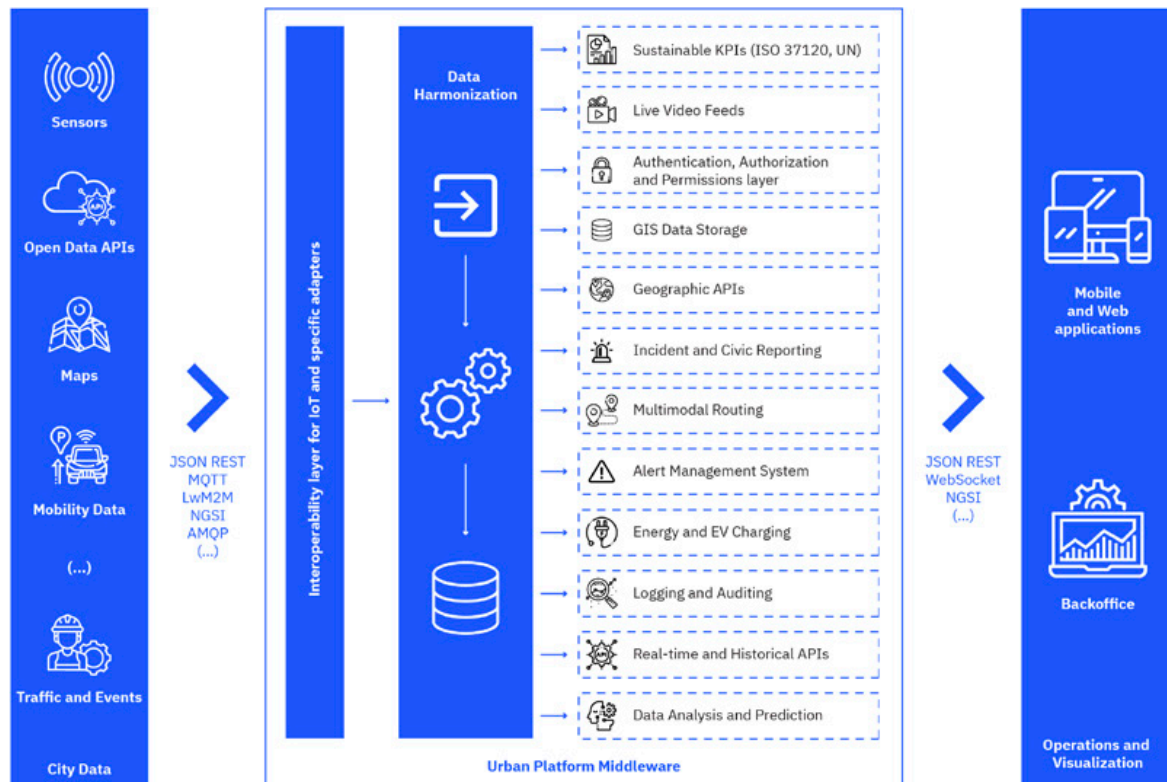 Sensors
Open Data APIs
Maps
Mobility Data
(...)
Traffic and Events
City Data
JSON REST
MQTT
LwM2M
NGSI
AMQP
(...)
Interoperability layer for IoT and specific adapters
Data
Harmonization
Sustainable KPIs (ISO 37120, UN)
Live Video Feeds
Authentication, Authorization
and Permissions layer
GIS Data Storage
Geographic APIs
Incident and Civic Reporting
Multimodal Routing
Alert Management System
Energy and EV Charging
Logging and Auditing
Real-time and Historical APIs
Data Analysis and Prediction
Urban Platform Middleware
JSON REST
WebSocket
NGSI
(...)
Mobile
and Web
applications
Backoffice
Operations and
Visualization
API
P
API